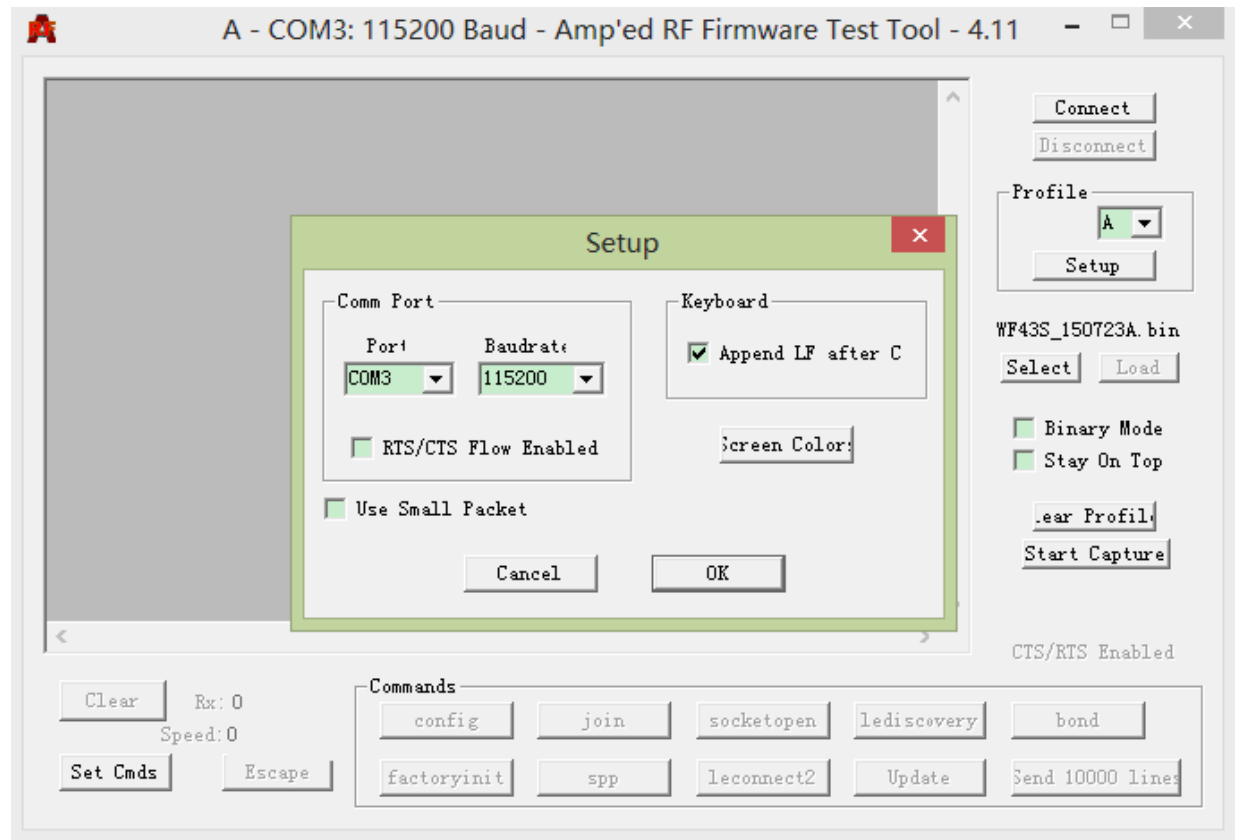 A - COM3: 115200 Baud - Amp'ed RF Firmware Test Tool - 4.11
Connect
Disconnect
Profile
A
Setup
WF43S_150723A.bin
Select Load
Binary Mode
Stay On Top
.ear Profil
Start Capture
CTS/RTS Enabled
Setup
Comm Port
Port Baudrate
COM3 115200
RTS/CTS Flow Enabled
Use Small Packet
Keyboard
Append LF after C
Screen Colors
Cancel OK
Clear Rx: 0
Speed: 0
Set Cmds Escape
Commands
config join socketopen lediscovery bond
factoryinit spp leconnect2 Update Send 10000 lines